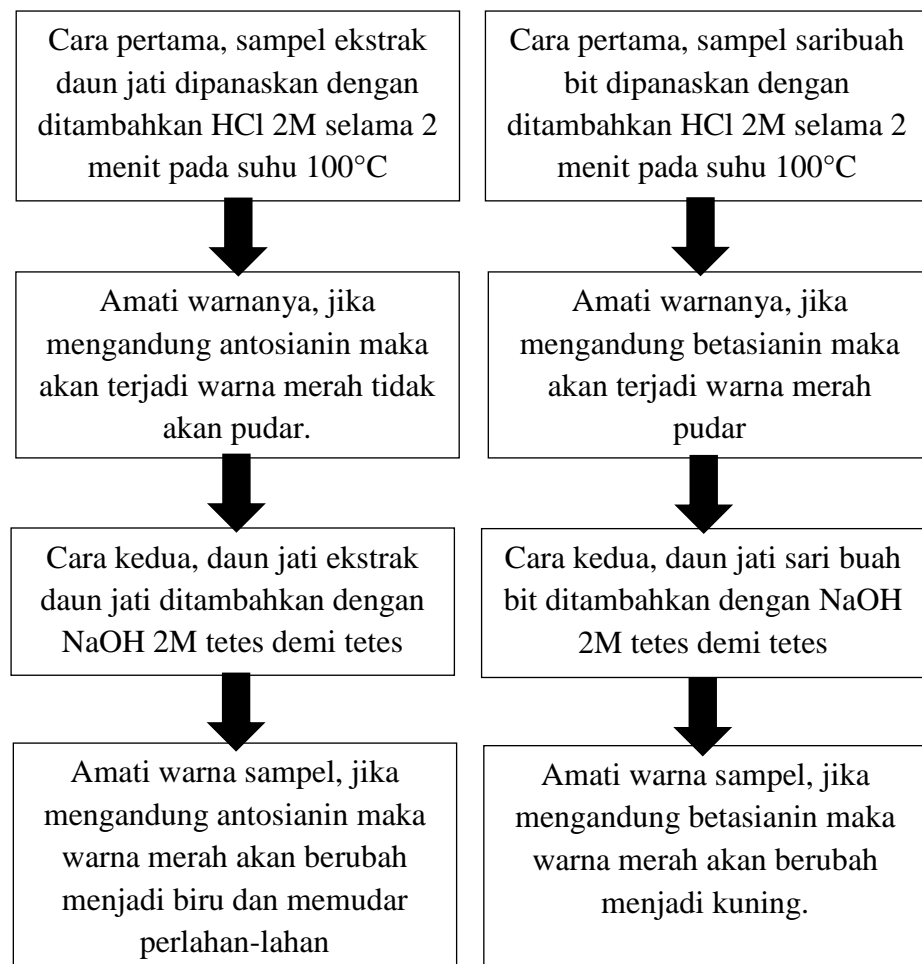 Cara pertama, sampel ekstrak
daun jati dipanaskan dengan
ditambahkan HCl 2M selama 2
menit pada suhu 100°C
Cara pertama, sampel saribuah
bit dipanaskan dengan
ditambahkan HCl 2M selama 2
menit pada suhu 100°C
Amati warnanya, jika
mengandung antosianin maka
akan terjadi warna merah tidak
akan pudar.
Amati warnanya, jika
mengandung betasianin maka
akan terjadi warna merah
pudar
Cara kedua, daun jati ekstrak
daun jati ditambahkan dengan
NaOH 2M tetes demi tetes
Cara kedua, daun jati sari buah
bit ditambahkan dengan NaOH
2M tetes demi tetes
Amati warna sampel, jika
mengandung antosianin maka
warna merah akan berubah
menjadi biru dan memudar
perlahan-lahan
Amati warna sampel, jika
mengandung betasianin maka
warna merah akan berubah
menjadi kuning.